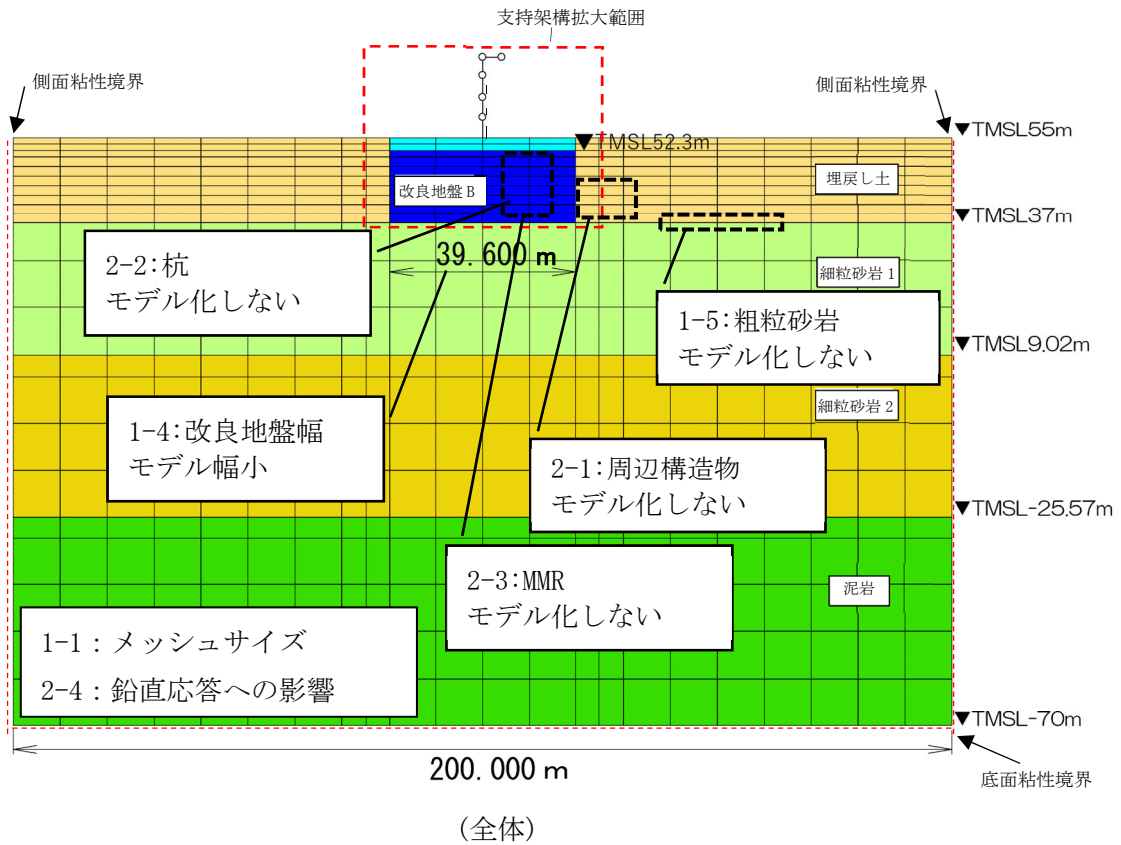 支持架構拡大範囲
側面粘性境界
側面粘性境界
▼TMSL55m
▼TMSL52.3m
改良地盤 B
埋戻し土
▼TMSL37m
39.600 m
2-2:杭
モデル化しない
細粒砂岩 1
1-5:粗粒砂岩
モデル化しない
▼TMSL9.02m
細粒砂岩 2
1-4:改良地盤幅
モデル幅小
2-1:周辺構造物
モデル化しない
▼TMSL-25.57m
2-3:MMR
モデル化しない
泥岩
1-1：メッシュサイズ
2-4：鉛直応答への影響
▼TMSL-70m
200.000 m
底面粘性境界
(全体)